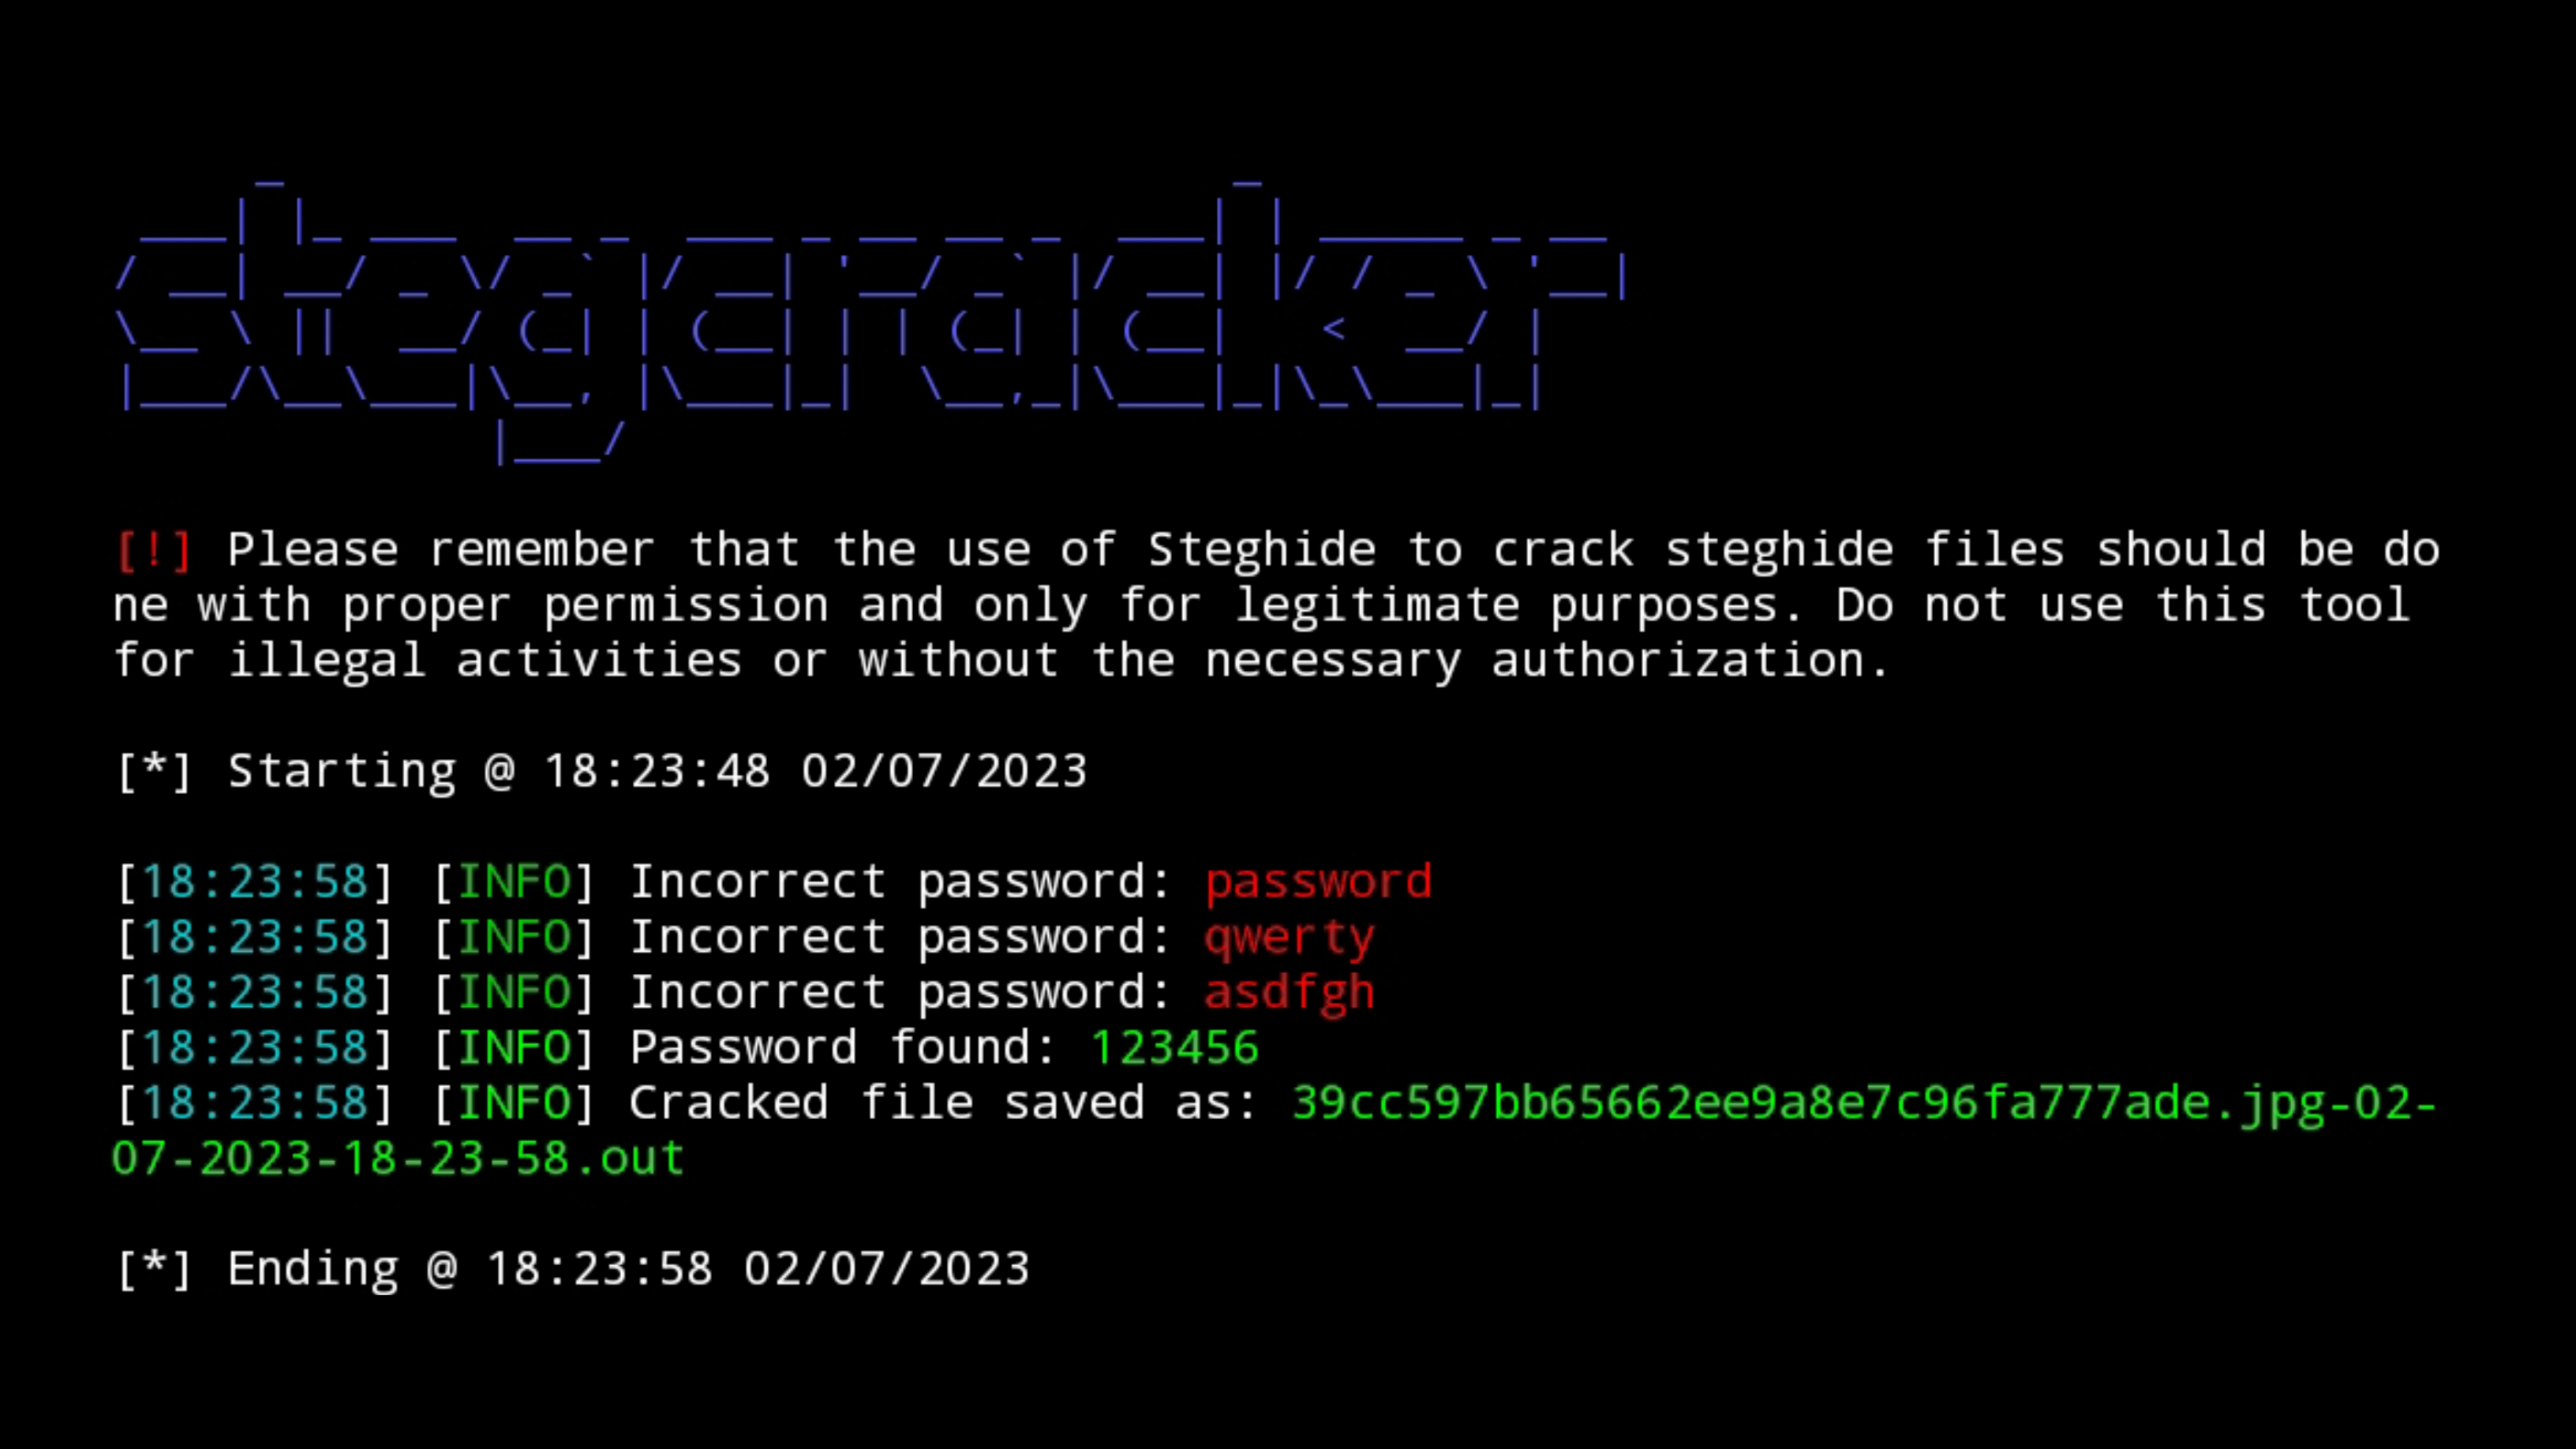 stegcracker
[!] Please remember that the use of Steghide to crack steghide files should be do
ne with proper permission and only for legitimate purposes. Do not use this tool
for illegal activities or without the necessary authorization.
[*] Starting @ 18:23:48 02/07/2023
[18:23:58] [INFO] Incorrect password: password
[18:23:58] [INFO] Incorrect password: qwerty
[18:23:58] [INFO] Incorrect password: asdfgh
[18:23:58] [INFO] Password found: 123456
[18:23:58] [INFO] Cracked file saved as: 39cc597bb65662ee9a8e7c96fa777ade.jpg-02-
07-2023-18-23-58.out
[*] Ending @ 18:23:58 02/07/2023